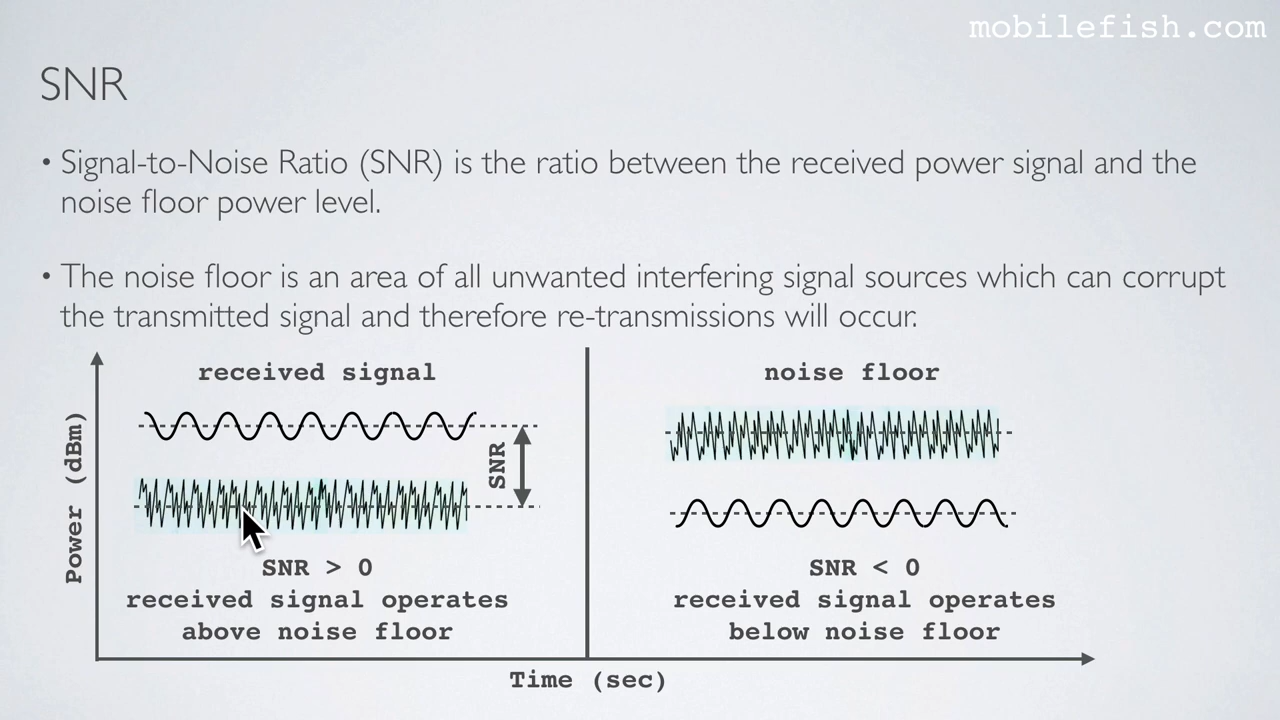 mobilefish.com
SNR
• Signal-to-Noise Ratio (SNR) is the ratio between the received power signal and the
noise floor power level.
• The noise floor is an area of all unwanted interfering signal sources which can corrupt
the transmitted signal and therefore re-transmissions will occur.
Power (dBm)
received signal
SNR
SNR > 0
received signal operates
above noise floor
noise floor
SNR < 0
received signal operates
below noise floor
Time (sec)